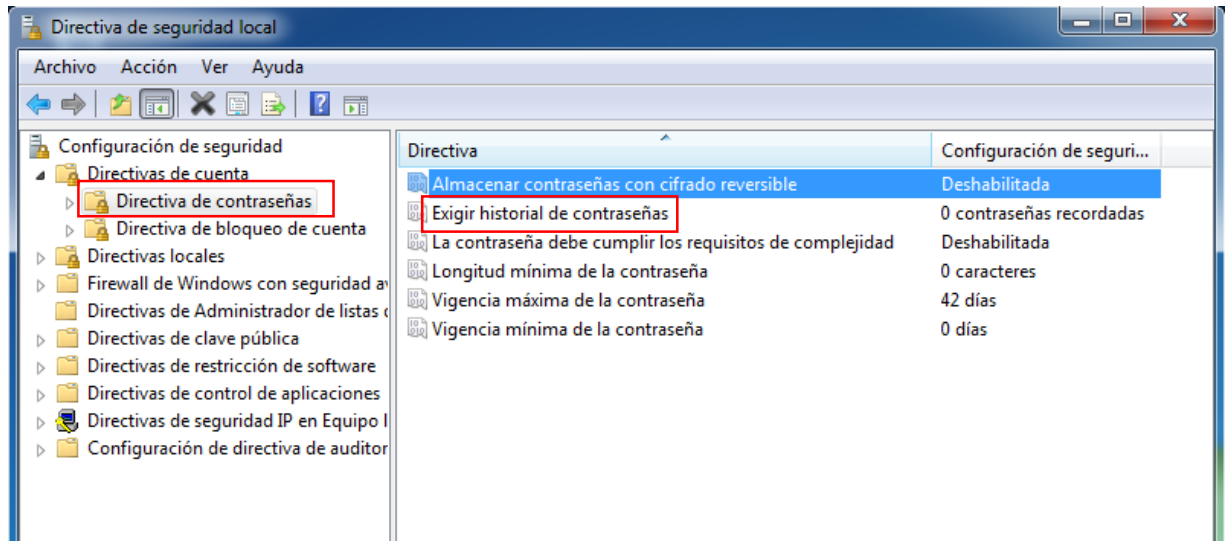 Directiva de seguridad local
Archivo Acción Ver Ayuda
Configuración de seguridad
Directivas de cuenta
Directiva de contraseñas
Directiva de bloqueo de cuenta
Directivas locales
Firewall de Windows con seguridad av
Directivas de Administrador de listas
Directivas de clave pública
Directivas de restricción de software
Directivas de control de aplicaciones
Directivas de seguridad IP en Equipo l
Configuración de directiva de auditor
Directiva Configuración de seguri...
Almacenar contraseñas con cifrado reversible Deshabilitada
Exigir historial de contraseñas 0 contraseñas recordadas
La contraseña debe cumplir los requisitos de complejidad Deshabilitada
Longitud mínima de la contraseña 0 caracteres
Vigencia máxima de la contraseña 42 días
Vigencia mínima de la contraseña 0 días